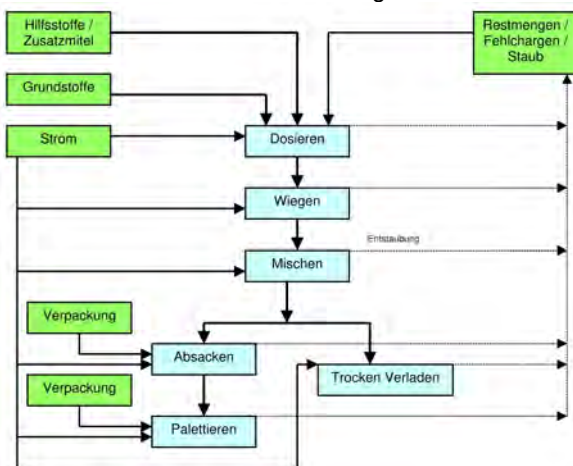 Hilfsstoffe /
Zusatzmitel
Restmengen /
Fehlchargen /
Staub
Grundstoffe
Strom
Dosieren
Wiegen
Entstaubung
Mischen
Verpackung
Absacken
Trocken Verladen
Verpackung
Palettieren